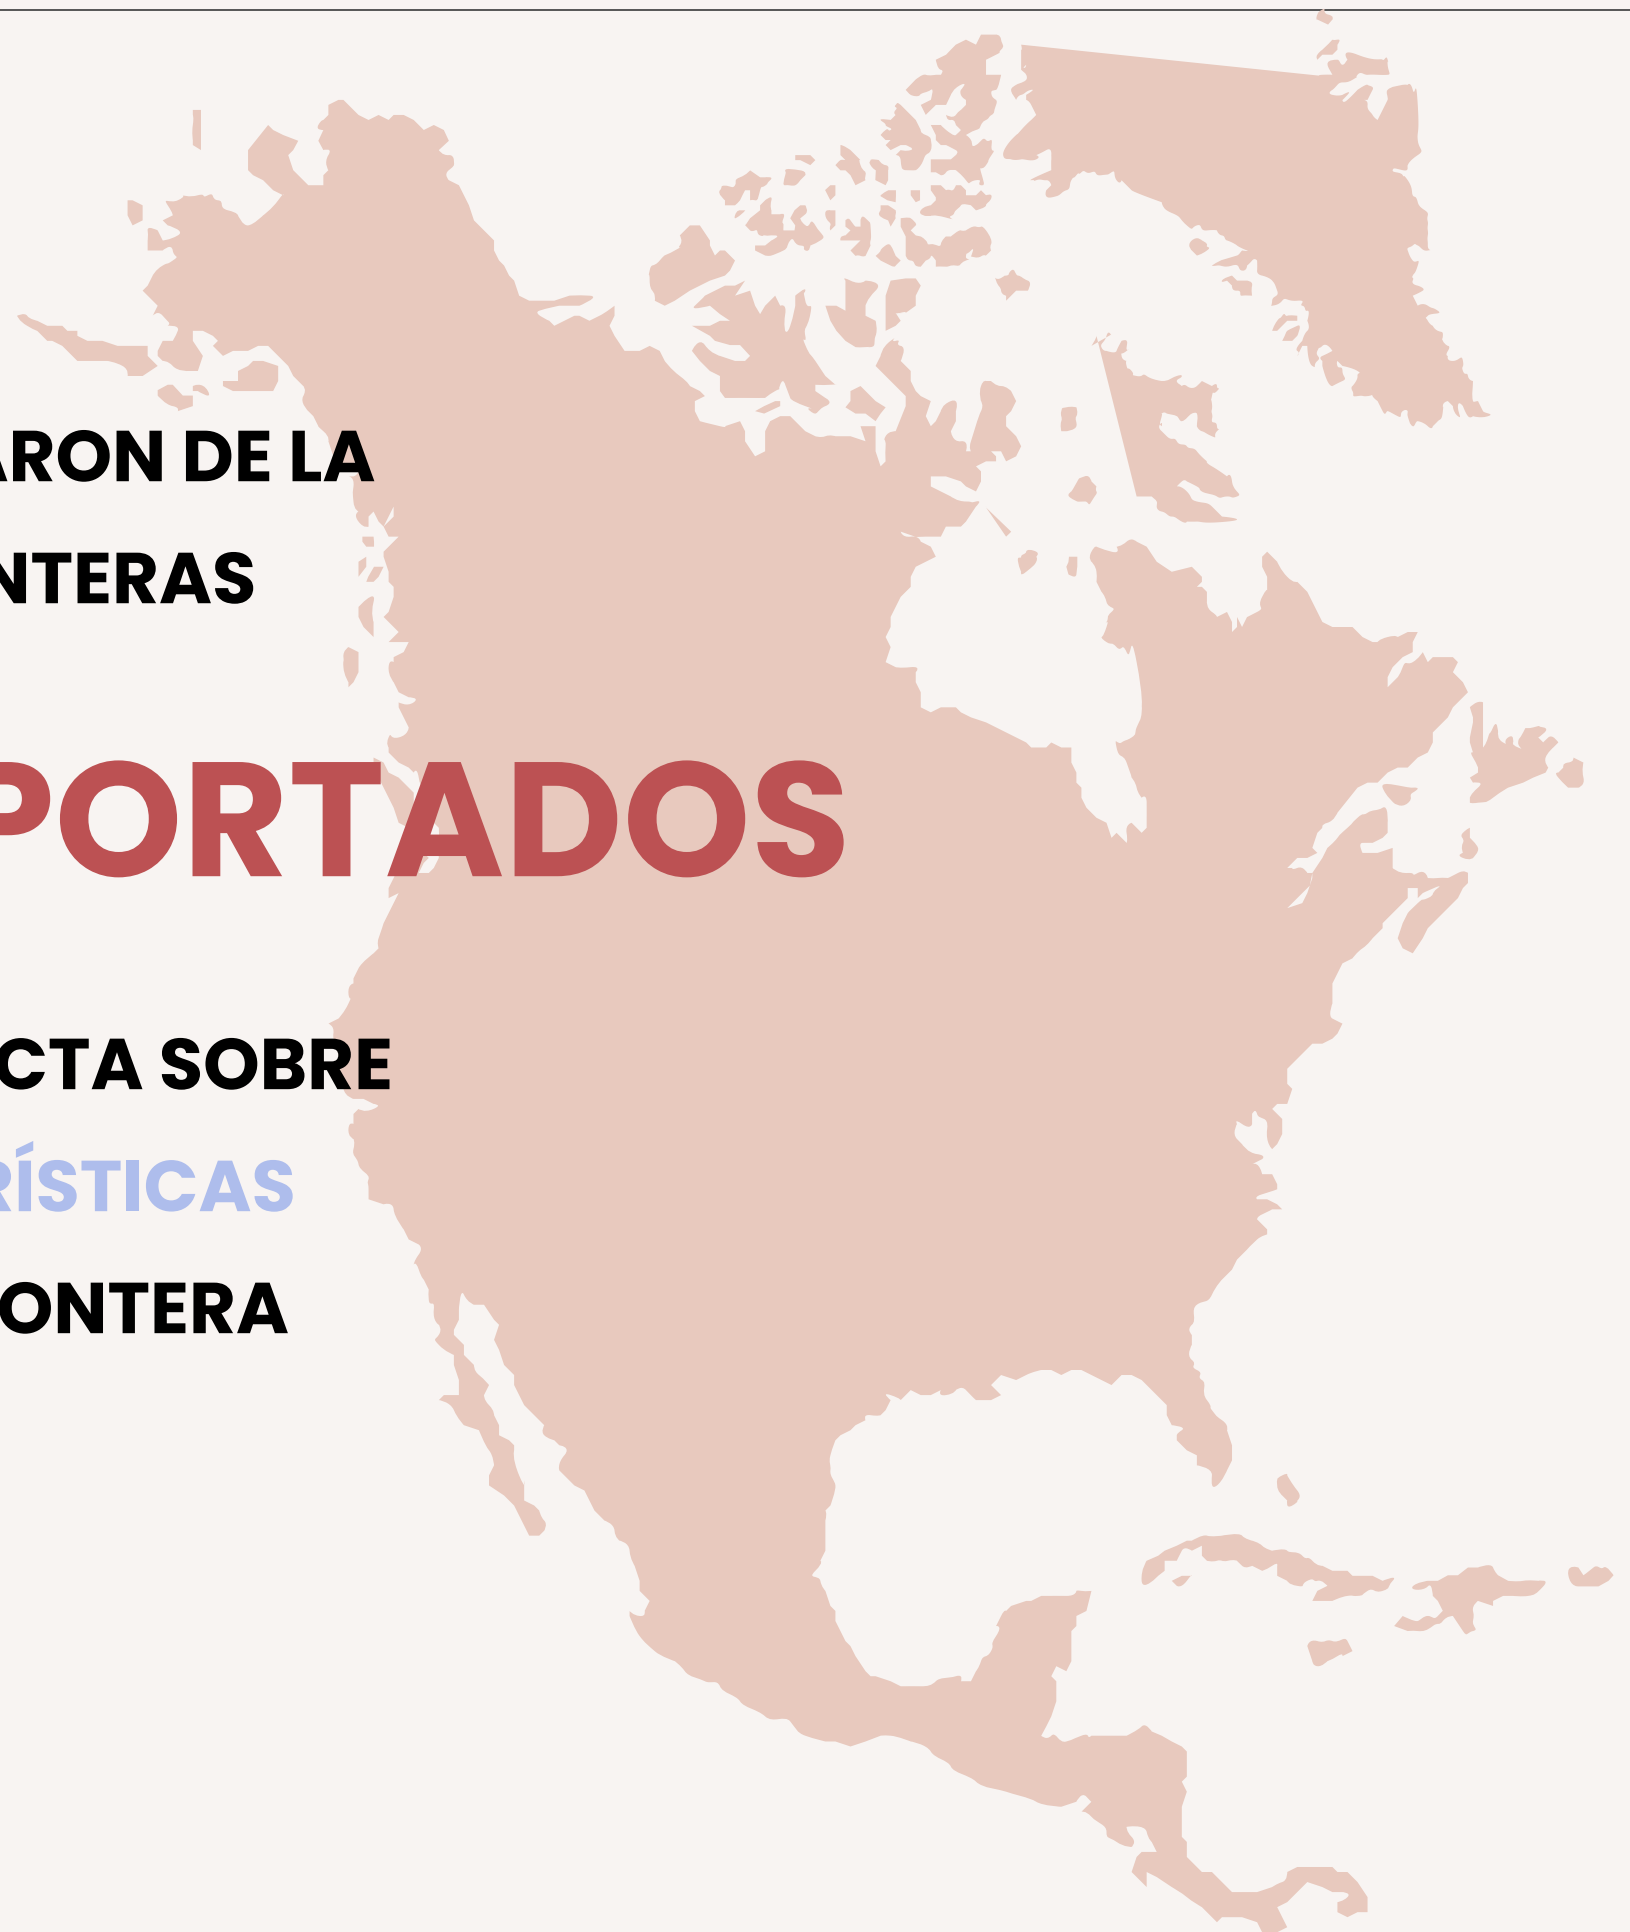 ARON DE LA
NTERAS
PORTADOS
CTA SOBRE
RÍSTICAS
ONTERA